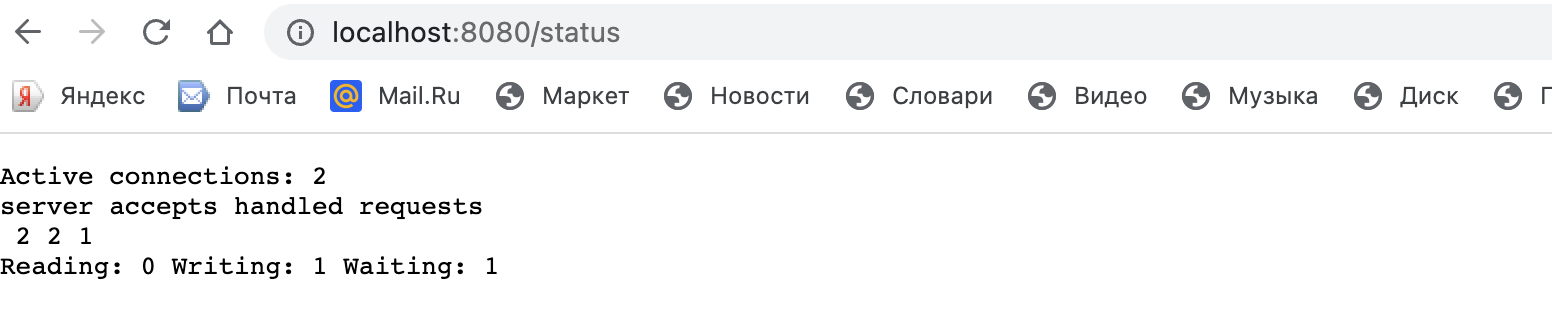 localhost:8080/status
Яндекс Почта Mail.Ru Маркет Новости Словари Видео Музыка Диск
Active connections: 2
server accepts handled requests
2 2 1
Reading: 0 Writing: 1 Waiting: 1